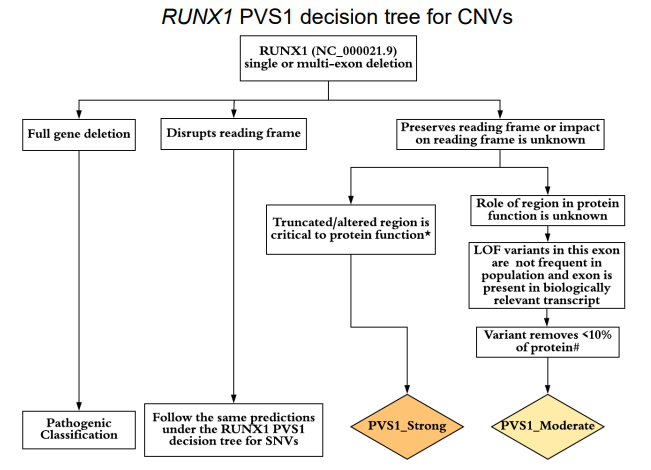 RUNX1 PVS1 decision tree for CNVs
RUNX1 (NC_000021.9)
single or multi-exon deletion
Full gene deletion
Disrupts reading frame
Preserves reading frame or impact
on reading frame is unknown
Truncated/altered region is
critical to protein function★
Role of region in protein
function is unknown
LOF variants in this exon
are not frequent in
population and exon is
present in biologically
relevant transcript
Variant removes <10%
of protein#
Pathogenic
Classification
Follow the same predictions
under the RUNX1 PVS1
decision tree for SNVs
PVS1_Strong
PVS1_Moderate